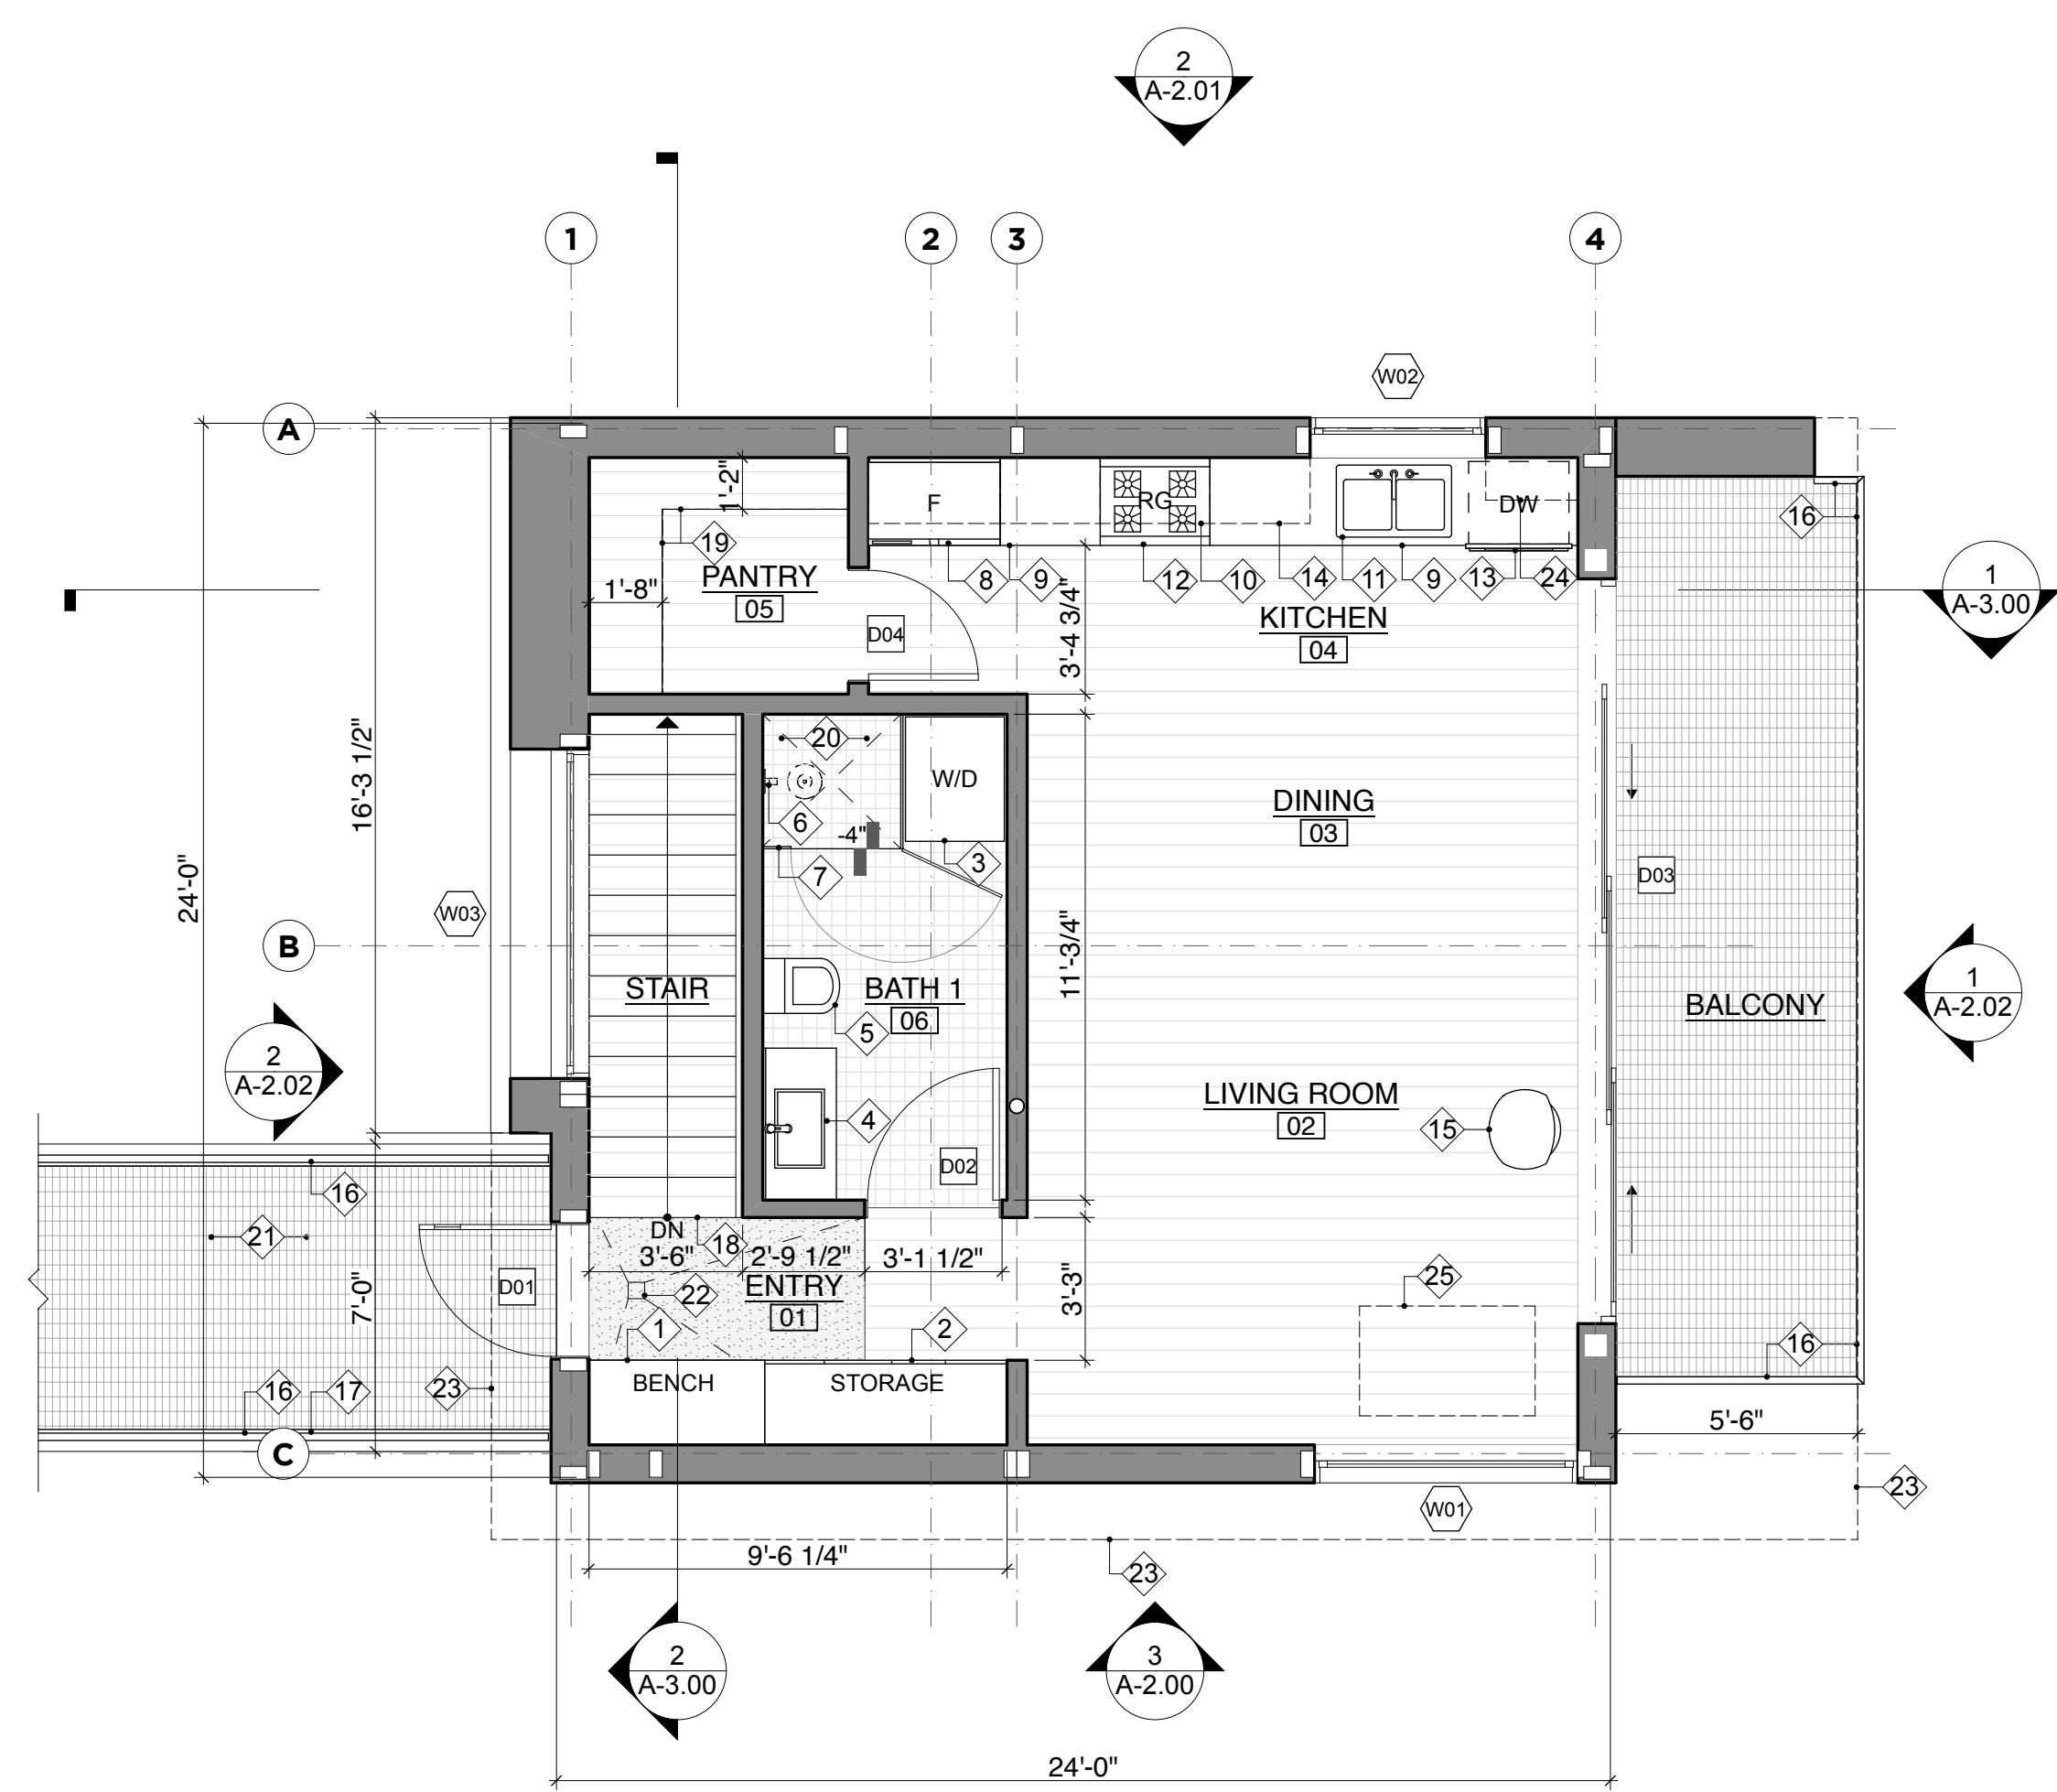 2
A-2.01
1
2
3
4
W02
A
1'-2"
F
RG
DW
16
19
8
9
12
10
14
11
9
13
24
PANTRY
05
1'-8"
1
A-3.00
KITCHEN
04
D04
3'-4 3/4"
16'-3 1/2"
20
W/D
6
-4"
3
7
DINING
03
D03
24'-0"
W03
B
11'-3/4"
STAIR
BATH 1
06
5
BALCONY
1
A-2.02
2
A-2.02
4
LIVING ROOM
02
15
D02
16
21
DN
18
3'-6"
2'-9 1/2"
3'-1 1/2"
D01
22
ENTRY
01
3'-3"
25
7'-0"
1
2
16
23
BENCH
STORAGE
16
17
C
5'-6"
23
W01
9'-6 1/4"
23
2
A-3.00
3
A-2.00
24'-0"